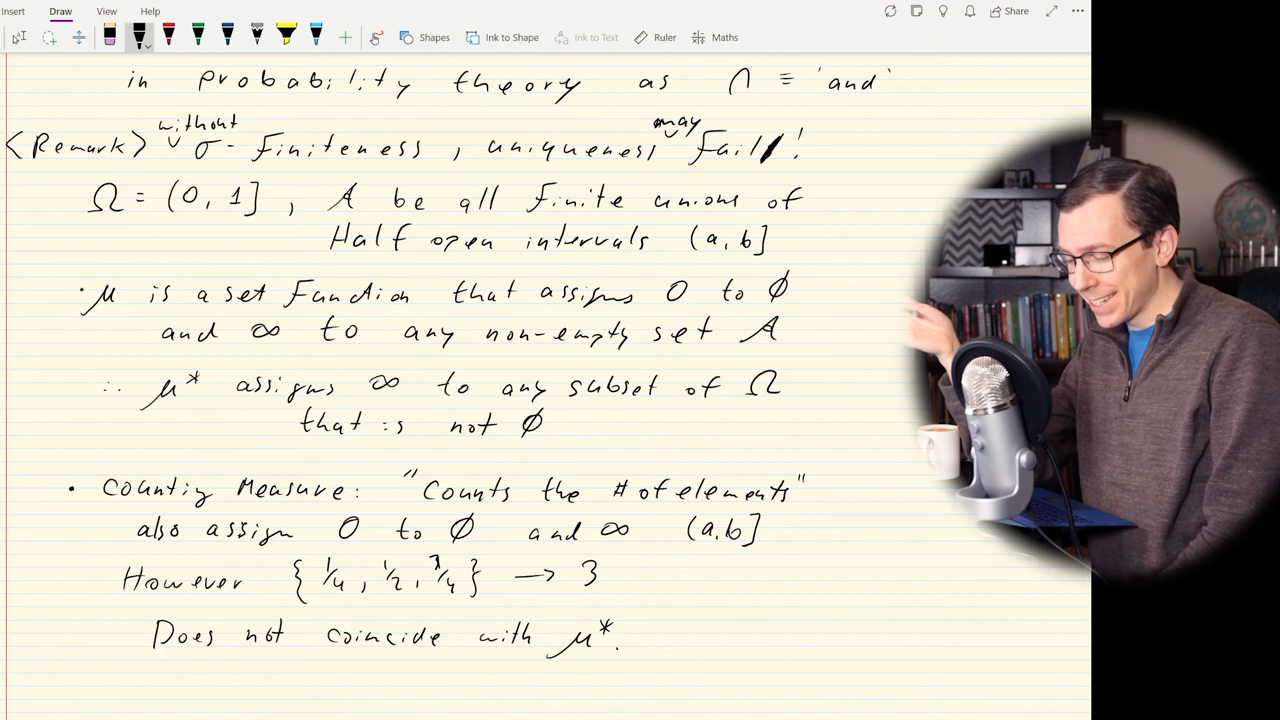 Insert Draw View Help Share
Shapes Ink to Shape Ink to Text Ruler Maths
in probability theory as ∩ ≡ 'and'
without may
<Remark> σ-finiteness, uniqueness fail!
Ω = (0, 1], A be all finite unions of
Half open intervals (a, b]
· μ is a set function that assigns 0 to ∅
and ∞ to any non-empty set A
∴ μ* assigns ∞ to any subset of Ω
that is not ∅
• Countig Measure: "Counts the # of elements"
also assign 0 to ∅ and ∞ (a,b]
However {1/4, 1/2, 3/4} → 3
Does not coincide with μ*.